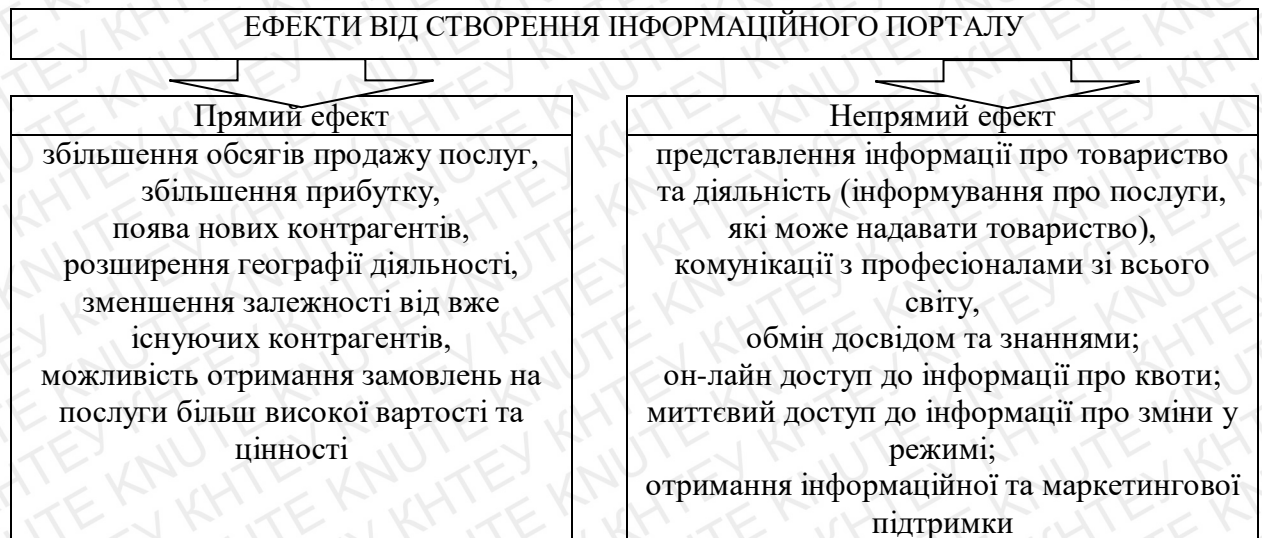 ЕФЕКТИ ВІД СТВОРЕННЯ ІНФОРМАЦІЙНОГО ПОРТАЛУ
Прямий ефект
збільшення обсягів продажу послуг,
збільшення прибутку,
поява нових контрагентів,
розширення географії діяльності,
зменшення залежності від вже
існуючих контрагентів,
можливість отримання замовлень на
послуги більш високої вартості та
цінності
Непрямий ефект
представлення інформації про товариство
та діяльність (інформування про послуги,
які може надавати товариство),
комунікації з професіоналами зі всього
світу,
обмін досвідом та знаннями;
он-лайн доступ до інформації про квоти;
миттєвий доступ до інформації про зміни у
режимі;
отримання інформаційної та маркетингової
підтримки